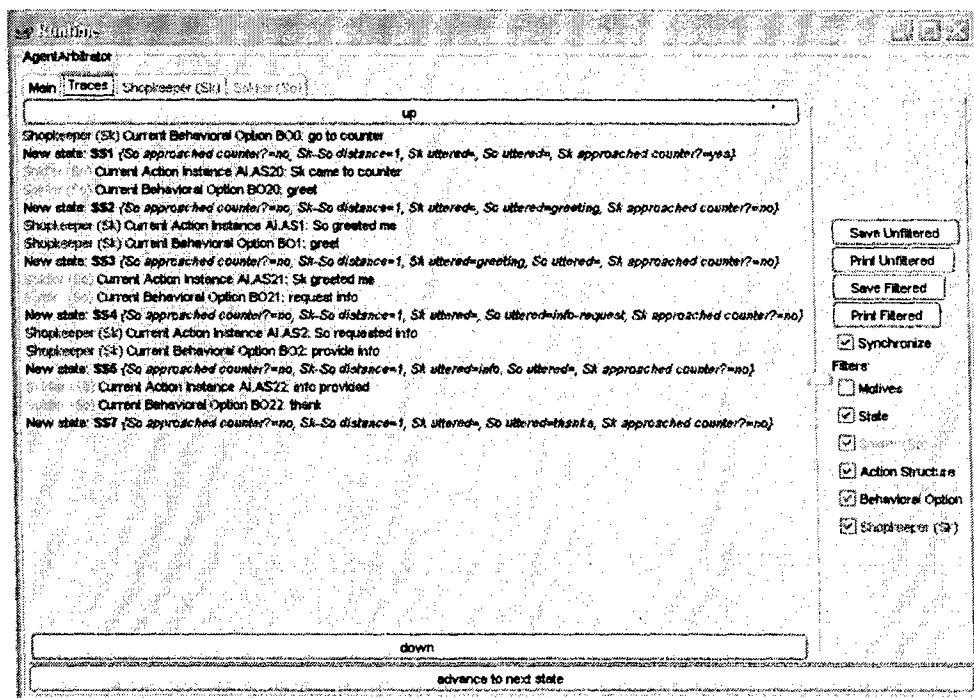 Runtime
AgentArbitrator
Main Traces Shopkeeper (Sk)
up
Shopkeeper (Sk) Current Behavioral Option BO0: go to counter
New state: SS1 {So approached counter?=no, Sk-So distance=1, Sk uttered=, So uttered=, Sk approached counter?=yes}
Current Action Instance AI.AS20: Sk came to counter
Current Behavioral Option BO20: greet
New state: SS2 {So approached counter?=no, Sk-So distance=1, Sk uttered=, So uttered=greeting, Sk approached counter?=no}
Shopkeeper (Sk) Current Action Instance AI.AS1: So greeted me
Shopkeeper (Sk) Current Behavioral Option BO1: greet
New state: SS3 {So approached counter?=no, Sk-So distance=1, Sk uttered=greeting, So uttered=, Sk approached counter?=no}
Current Action Instance AI.AS21: Sk greeted me
Current Behavioral Option BO21: request info
New state: SS4 {So approached counter?=no, Sk-So distance=1, Sk uttered=, So uttered=info-request, Sk approached counter?=no}
Shopkeeper (Sk) Current Action Instance AI.AS2: So requested info
Shopkeeper (Sk) Current Behavioral Option BO2: provide info
New state: SS5 {So approached counter?=no, Sk-So distance=1, Sk uttered=info, So uttered=, Sk approached counter?=no}
Current Action Instance AI.AS22: info provided
Current Behavioral Option BO22: thank
New state: SS7 {So approached counter?=no, Sk-So distance=1, Sk uttered=, So uttered=thanks, Sk approached counter?=no}
Save Unfiltered
Print Unfiltered
Save Filtered
Print Filtered
Synchronize
Filters
Motives
State
Action Structure
Behavioral Option
Shopkeeper (Sk)
down
advance to next state